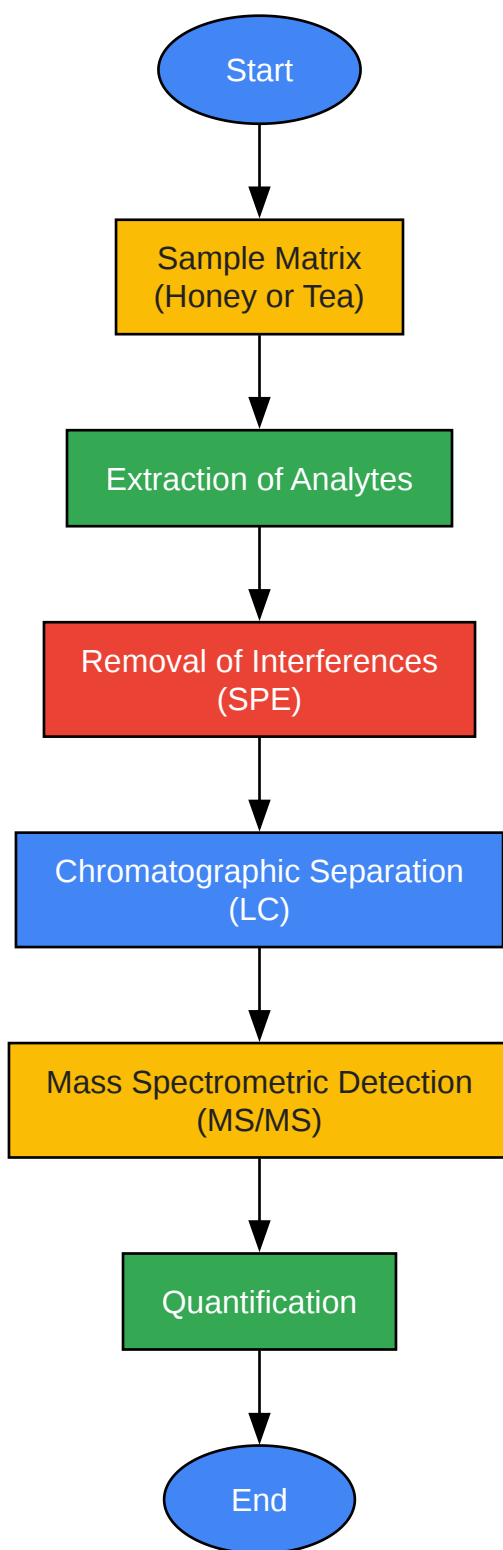 Start
Sample Matrix
(Honey or Tea)
Extraction of Analytes
Removal of Interferences
(SPE)
Chromatographic Separation
(LC)
Mass Spectrometric Detection
(MS/MS)
Quantification
End